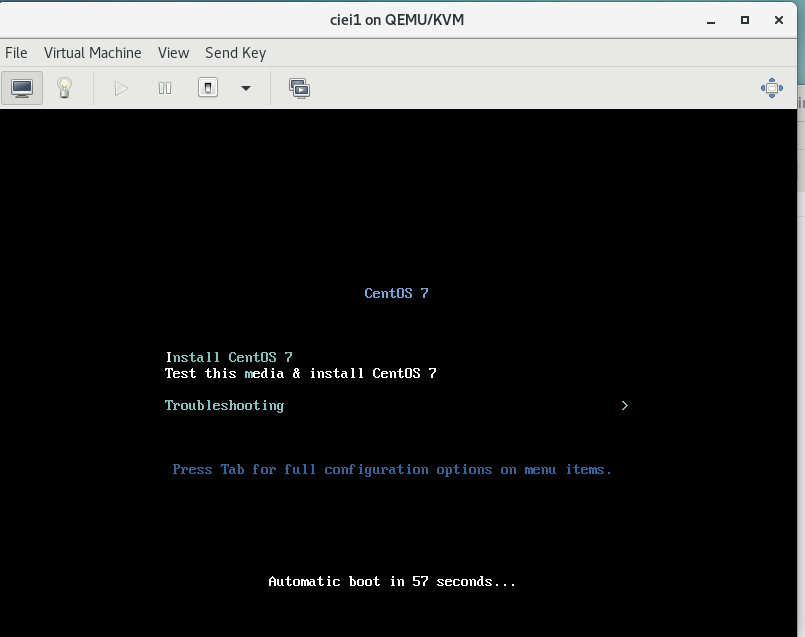 ciei1 on QEMU/KVM
File Virtual Machine View Send Key
CentOS 7
Install CentOS 7
Test this media & install CentOS 7
Troubleshooting >
Press Tab for full configuration options on menu items.
Automatic boot in 57 seconds...